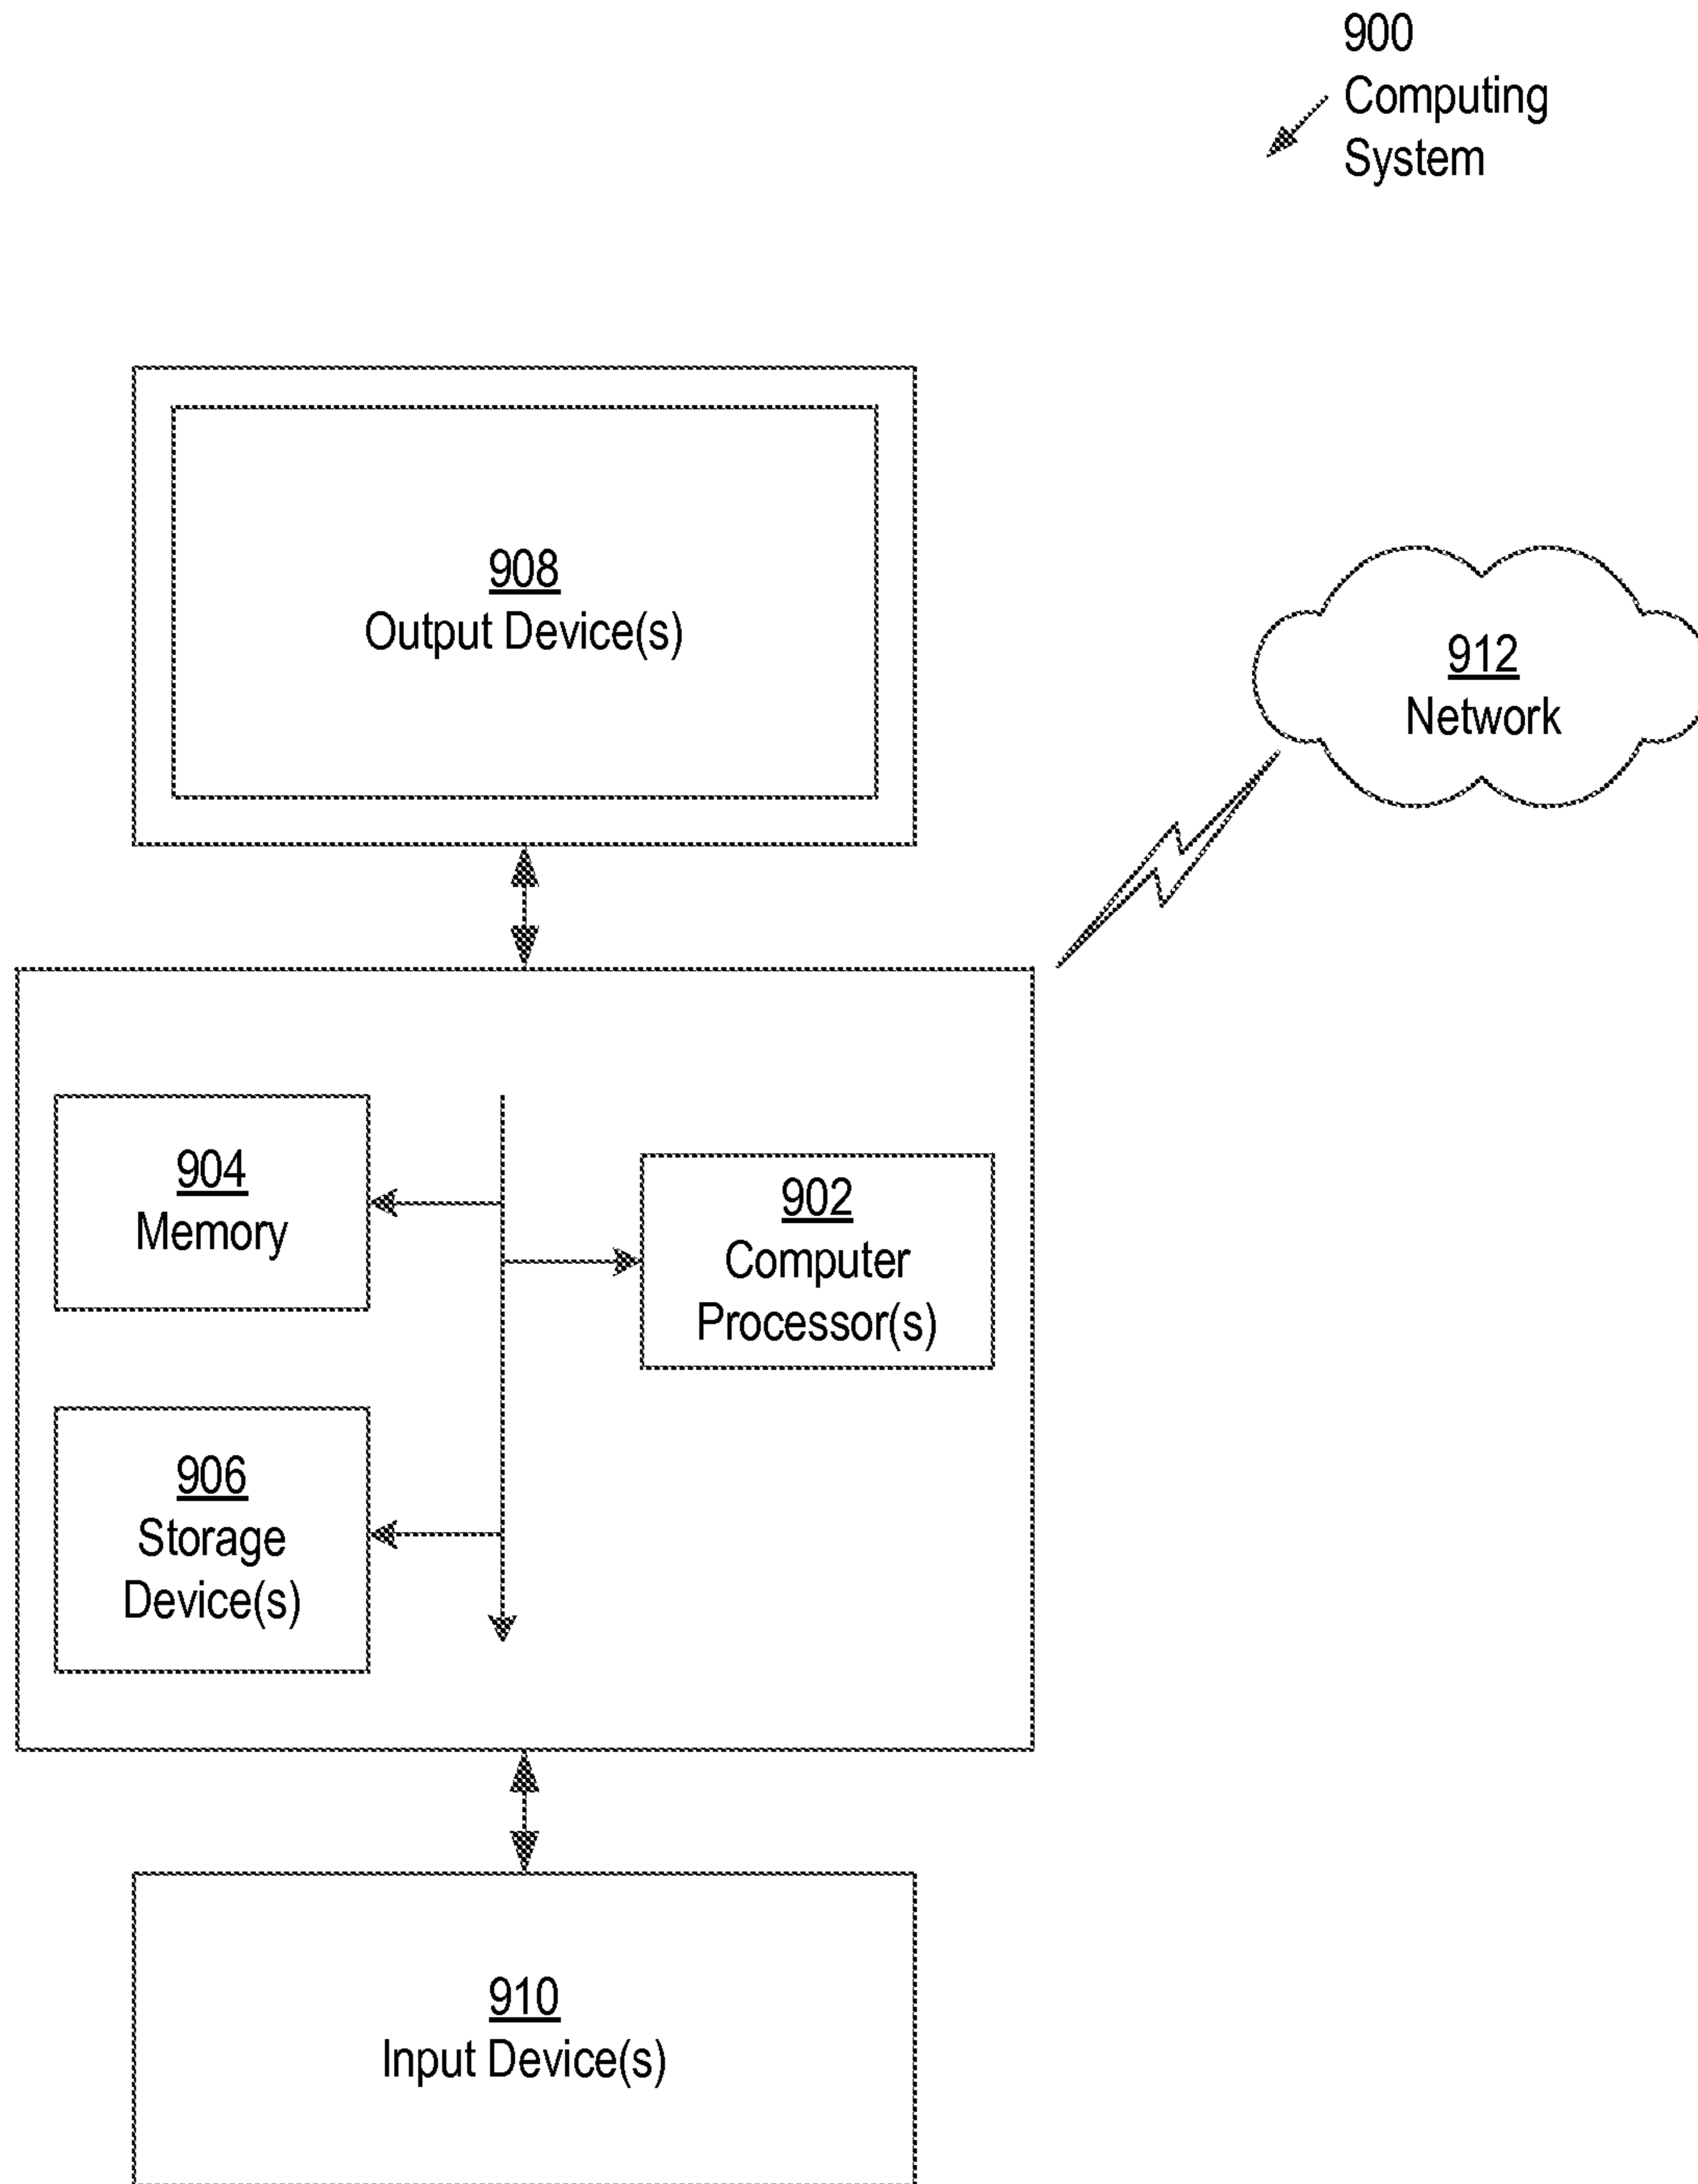 900
Computing
System
908
Output Device(s)
912
Network
904
Memory
902
Computer
Processor(s)
906
Storage
Device(s)
910
Input Device(s)